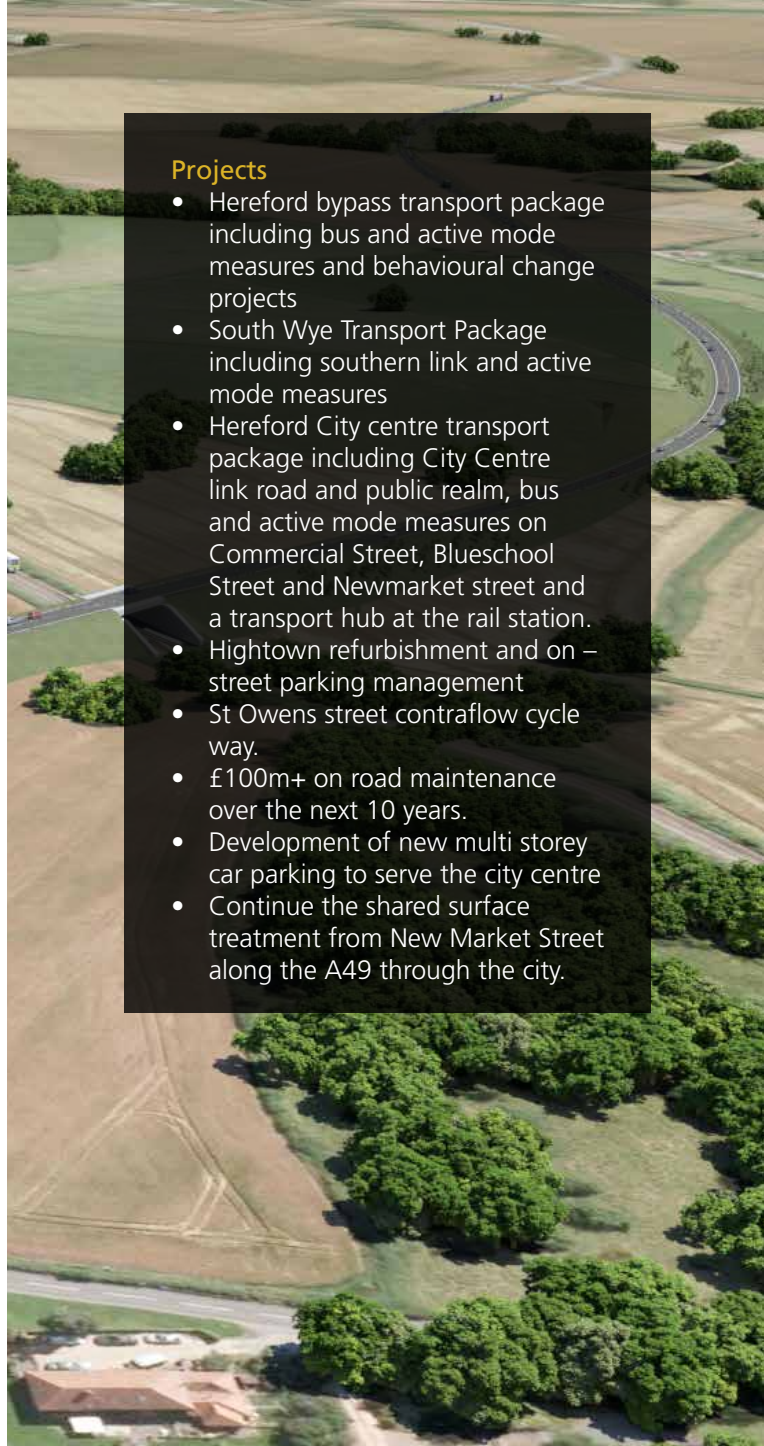 Projects
• Hereford bypass transport package
including bus and active mode
measures and behavioural change
projects
• South Wye Transport Package
including southern link and active
mode measures
• Hereford City centre transport
package including City Centre
link road and public realm, bus
and active mode measures on
Commercial Street, Blueschool
Street and Newmarket street and
a transport hub at the rail station.
• Hightown refurbishment and on –
street parking management
• St Owens street contraflow cycle
way.
• £100m+ on road maintenance
over the next 10 years.
• Development of new multi storey
car parking to serve the city centre
• Continue the shared surface
treatment from New Market Street
along the A49 through the city.